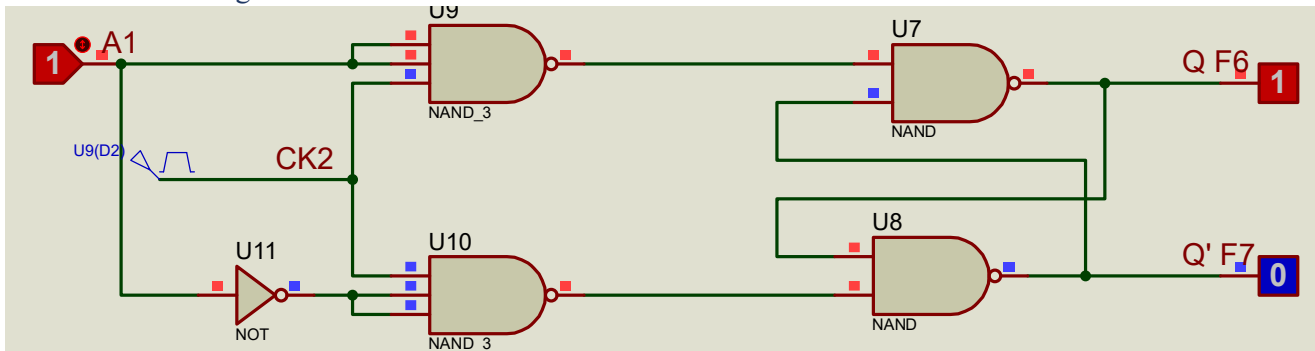 U9
U7
A1
Q F6
1
1
NAND_3
NAND
U9(D2)
CK2
U8
U10
U11
Q' F7
0
NOT
NAND
NAND_3